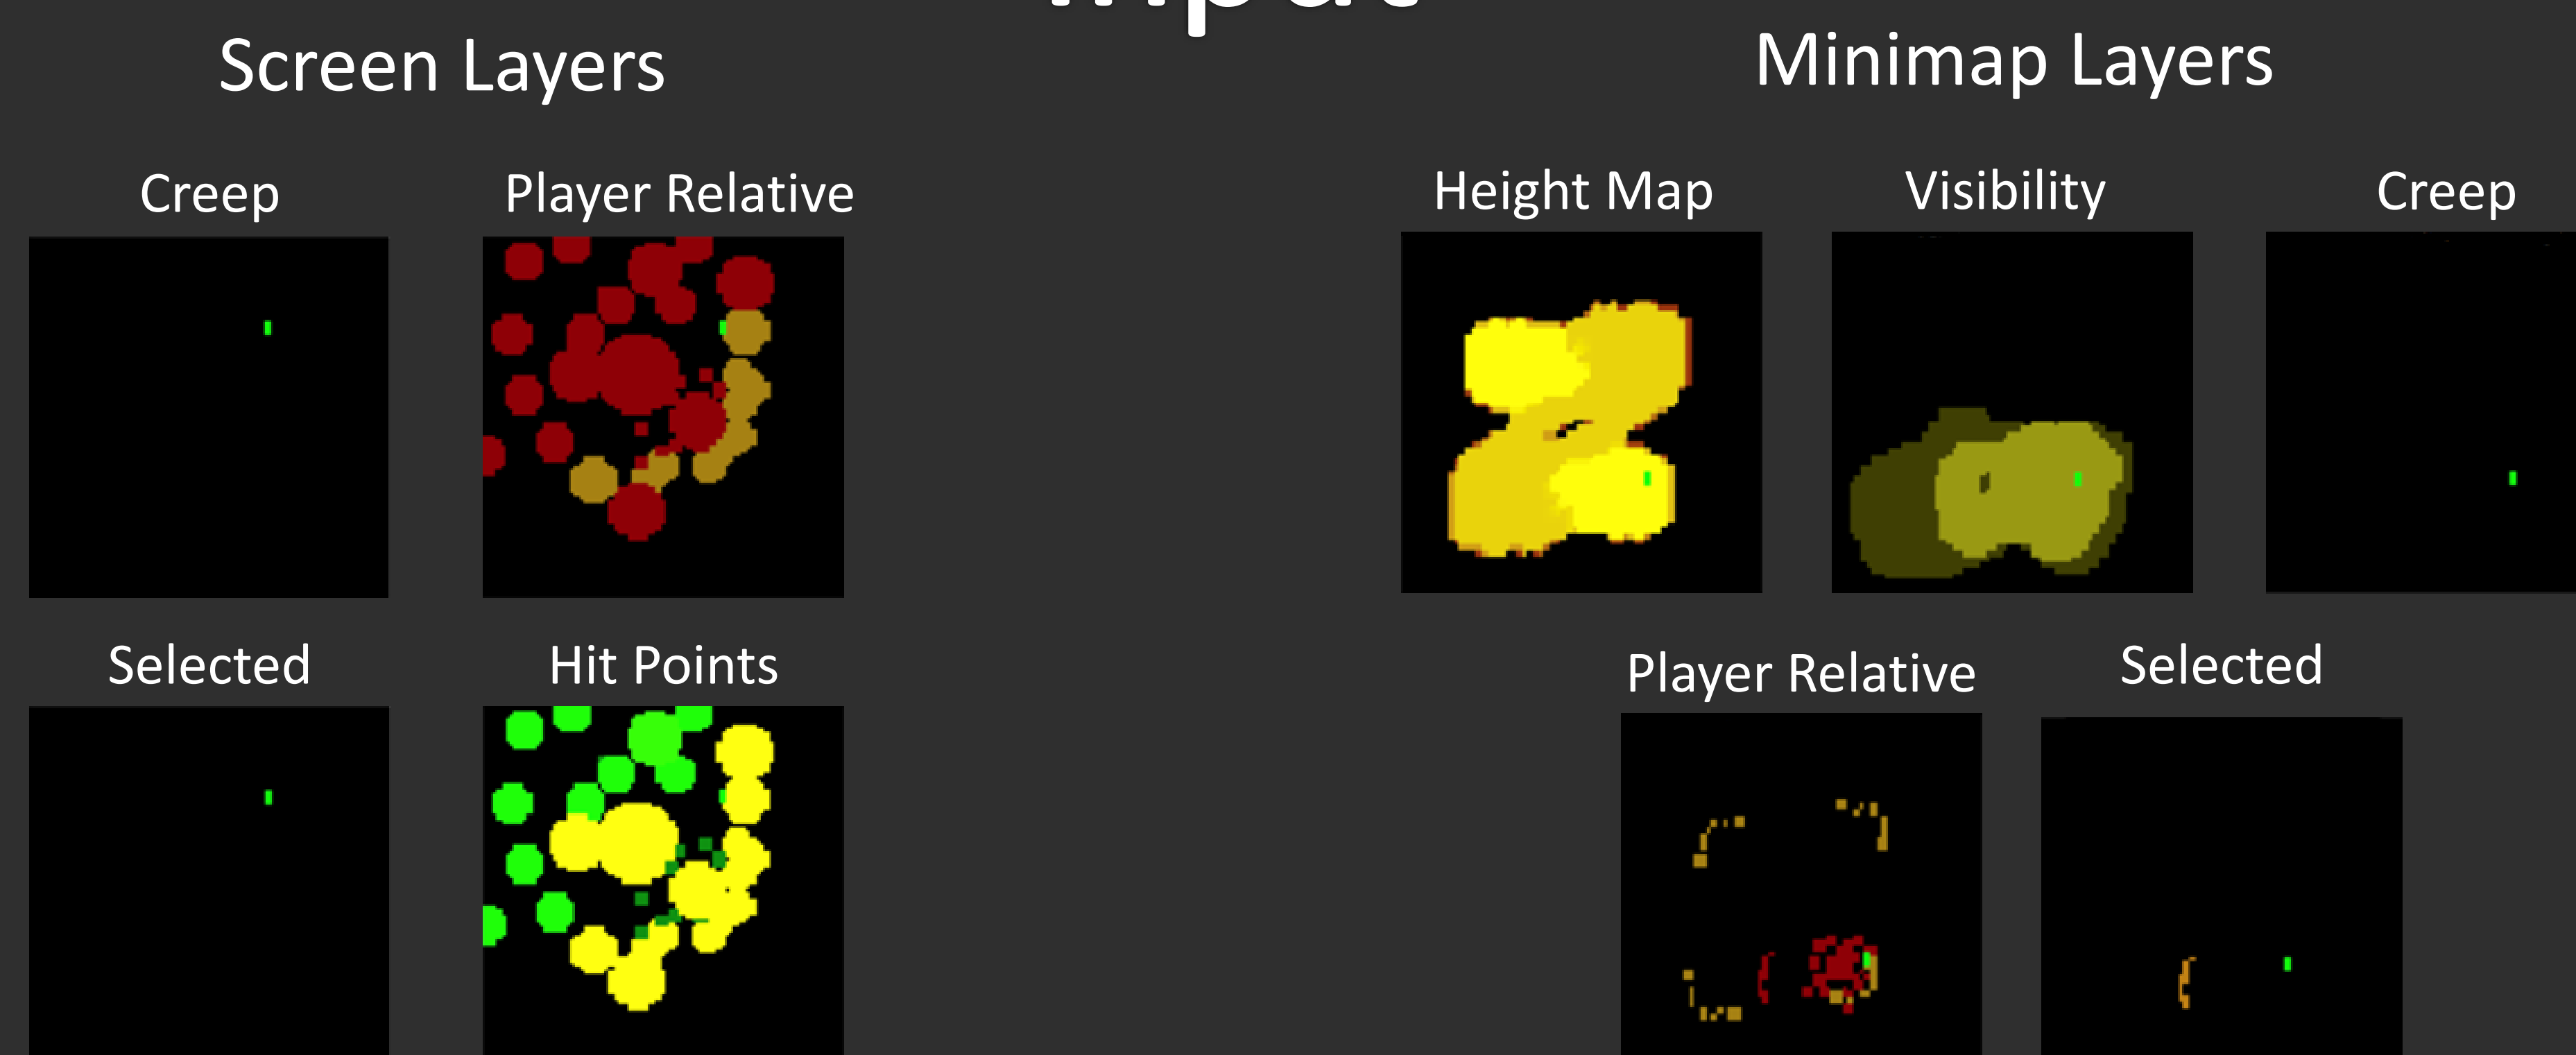 Screen Layers
Minimap Layers
Creep
Player Relative
Height Map
Visibility
Creep
Selected
Hit Points
Player Relative
Selected